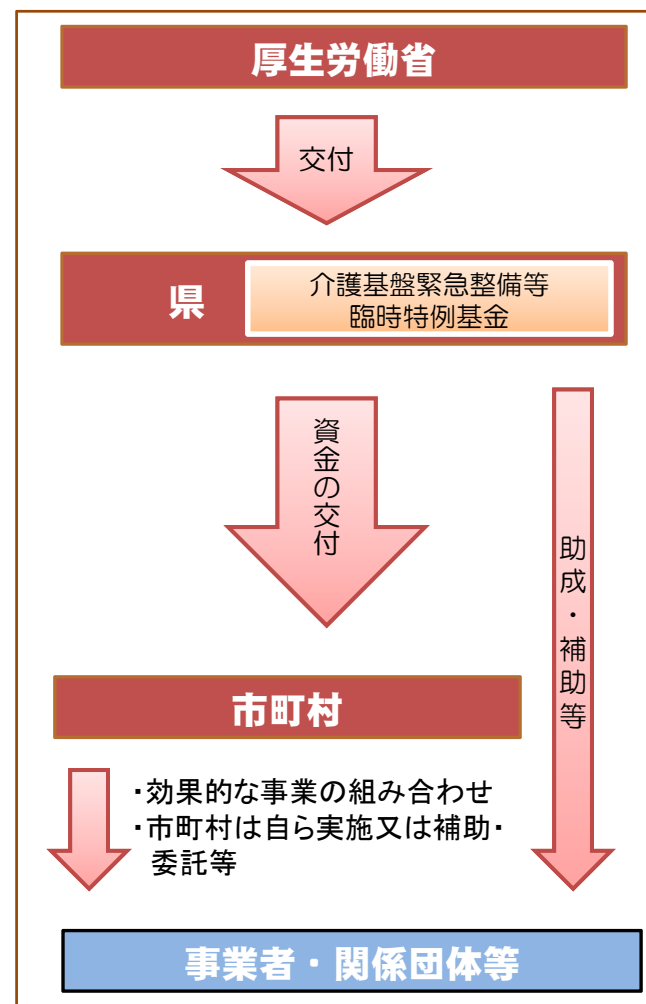 厚生労働省
交付
県
介護基盤緊急整備等
臨時特例基金
資金の交付
助成・補助等
市町村
・効果的な事業の組み合わせ
・市町村は自ら実施又は補助・
委託等
事業者・関係団体等